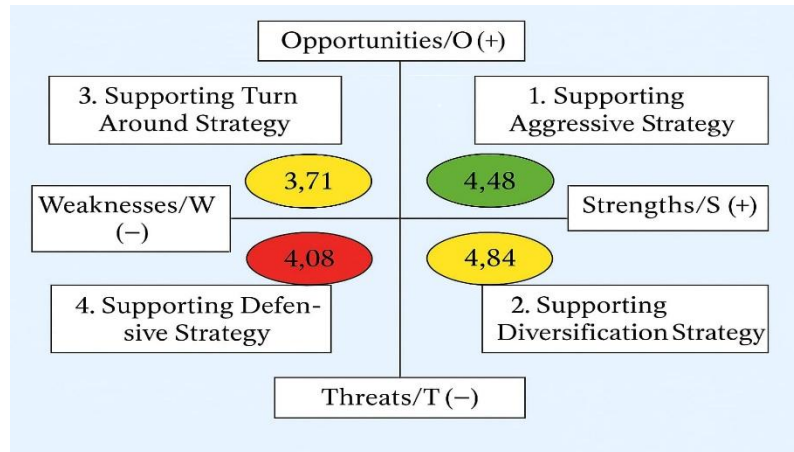 Opportunities/O (+)
3. Supporting Turn
Around Strategy
1. Supporting
Aggressive Strategy
3,71
4,48
Weaknesses/W
(−)
Strengths/S (+)
4,08
4,84
4. Supporting Defen-
sive Strategy
2. Supporting
Diversification Strategy
Threats/T (−)